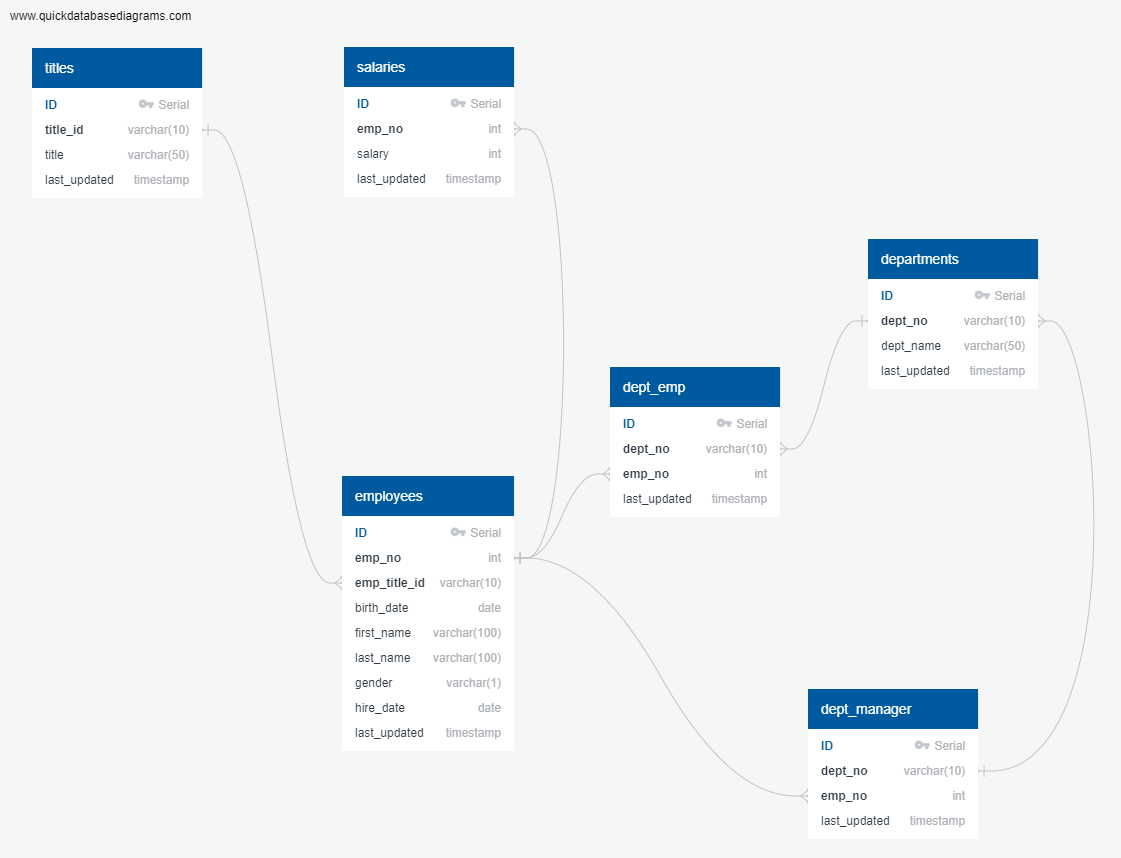 www.quickdatabasediagrams.com
titles
ID Serial
title_id varchar(10)
title varchar(50)
last_updated timestamp
salaries
ID Serial
emp_no int
salary int
last_updated timestamp
departments
ID Serial
dept_no varchar(10)
dept_name varchar(50)
last_updated timestamp
dept_emp
ID Serial
dept_no varchar(10)
emp_no int
last_updated timestamp
employees
ID Serial
emp_no int
emp_title_id varchar(10)
birth_date date
first_name varchar(100)
last_name varchar(100)
gender varchar(1)
hire_date date
last_updated timestamp
dept_manager
ID Serial
dept_no varchar(10)
emp_no int
last_updated timestamp